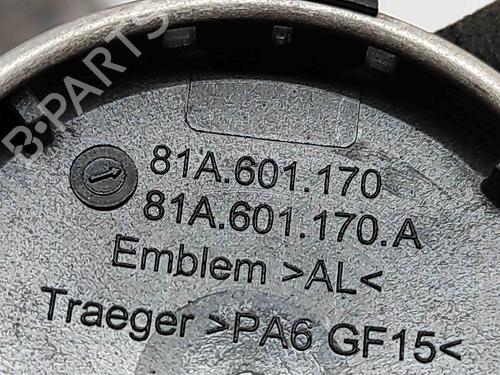 B-PARTS
81A.601.170
81A.601.170.A
Emblem >AL<
Traeger >PA6 GF15<